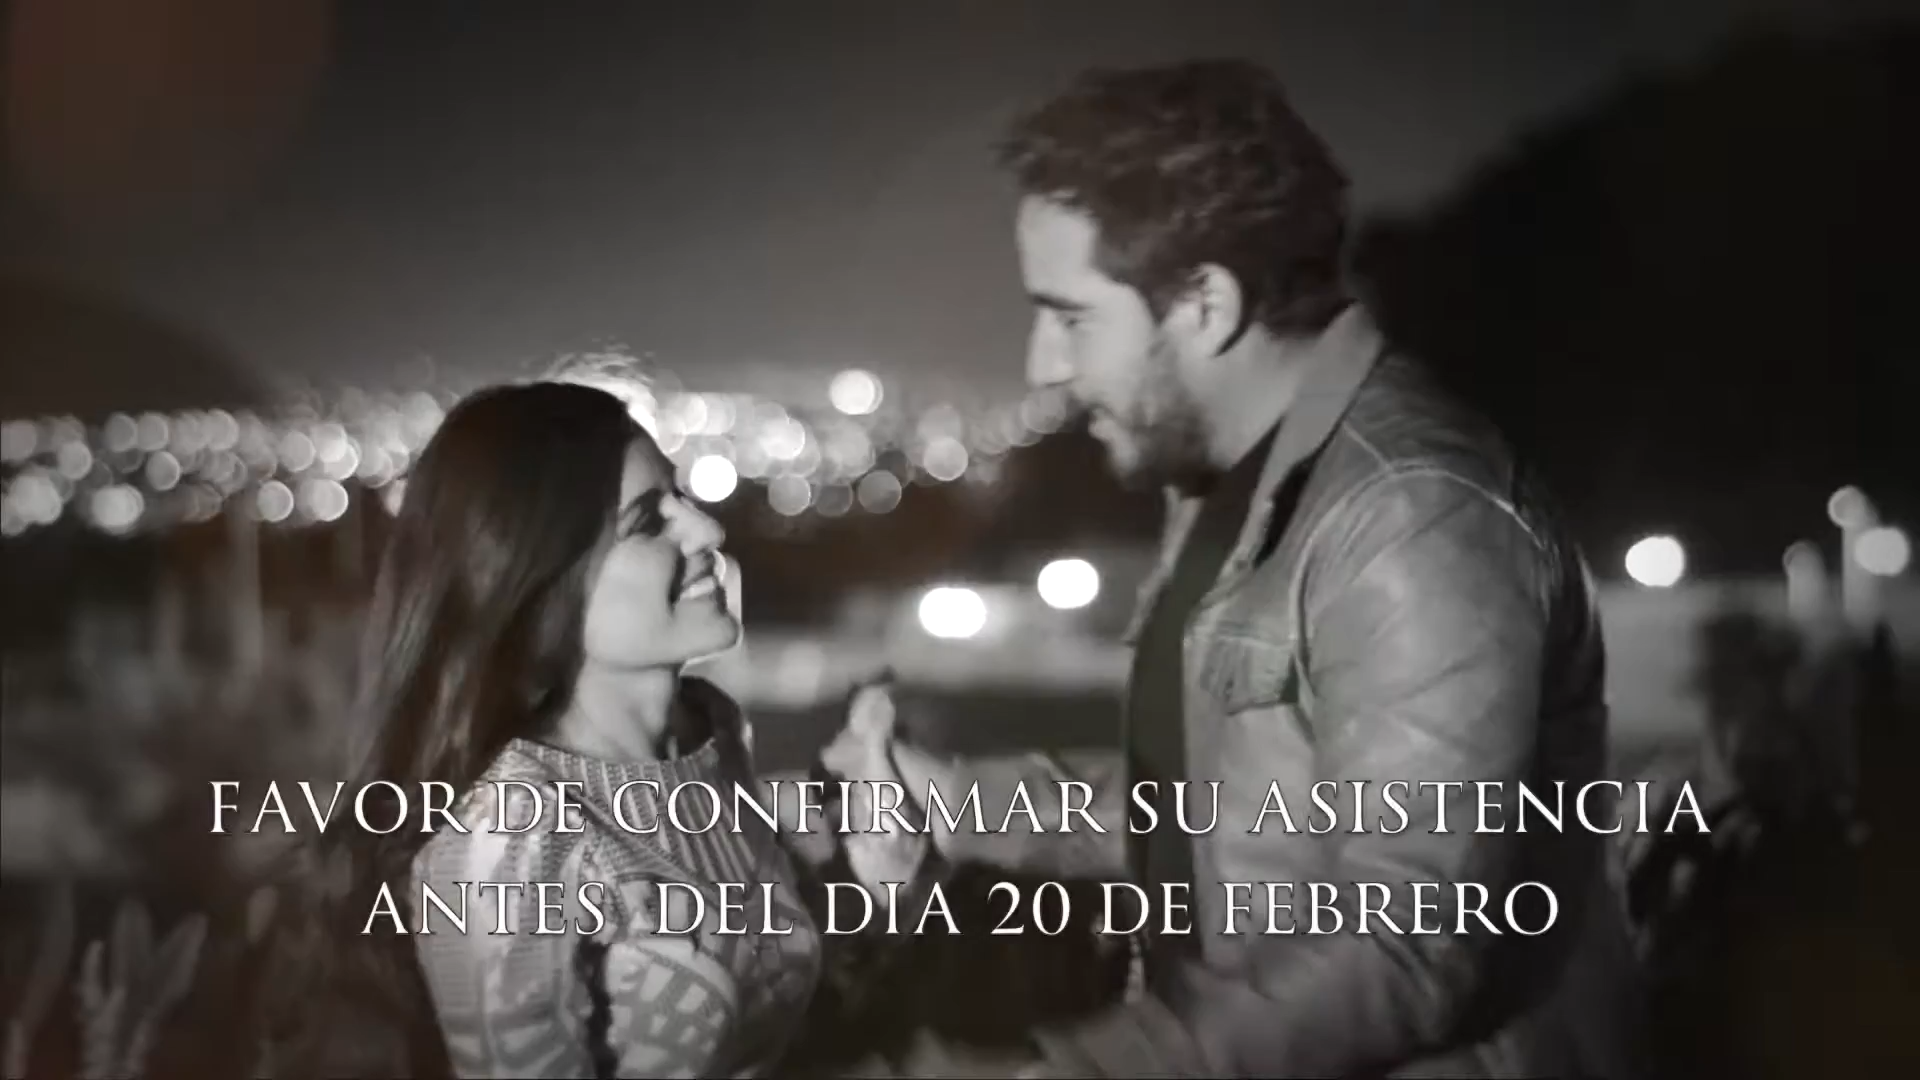 FAVOR DE CONFIRMAR SU ASISTENCIA
ANTES DEL DIA 20 DE FEBRERO